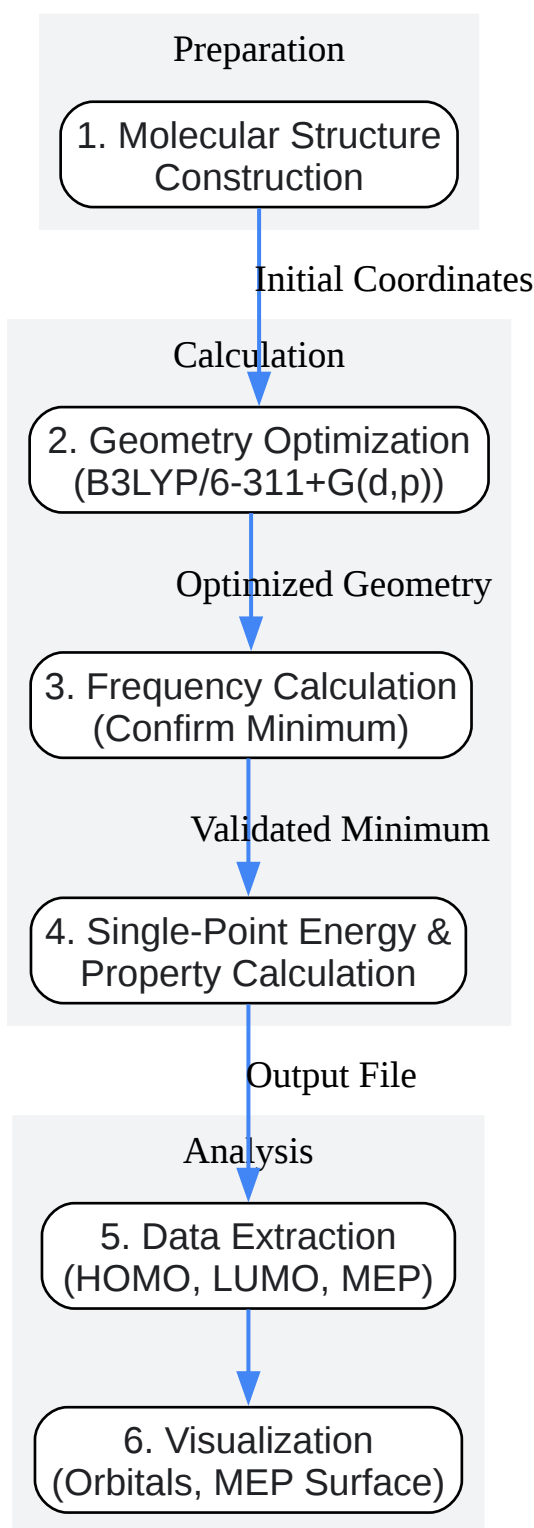 Preparation
1. Molecular Structure
Construction
Initial Coordinates
Calculation
2. Geometry Optimization
(B3LYP/6-311+G(d,p))
Optimized Geometry
3. Frequency Calculation
(Confirm Minimum)
Validated Minimum
4. Single-Point Energy &
Property Calculation
Output File
Analysis
5. Data Extraction
(HOMO, LUMO, MEP)
6. Visualization
(Orbitals, MEP Surface)